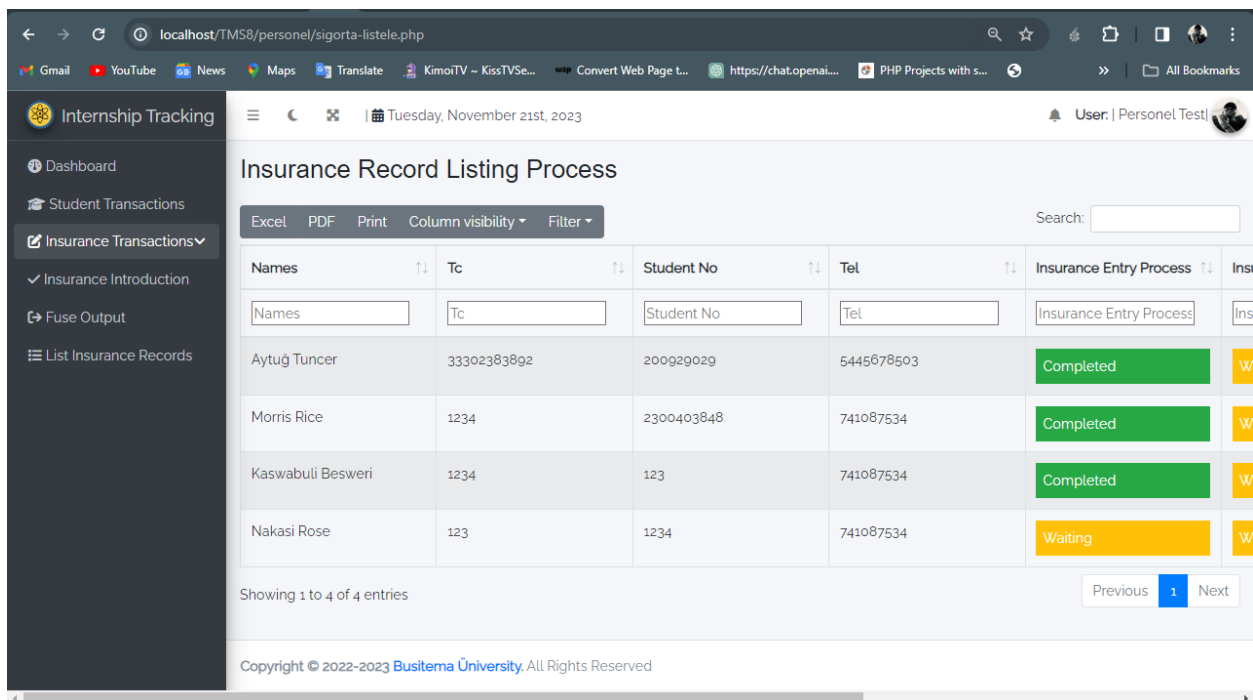 localhost/TMS8/personel/sigorta-listele.php
Gmail YouTube News Maps Translate KimoiTV ~ KissTVSe... Convert Web Page t... https://chat.openai.... PHP Projects with s... » All Bookmarks
Internship Tracking | Tuesday, November 21st, 2023 User: | Personel Test|
Dashboard
Student Transactions
Insurance Transactions
Insurance Introduction
Fuse Output
List Insurance Records
Insurance Record Listing Process
Excel PDF Print Column visibility Filter Search:
Names Tc Student No Tel Insurance Entry Process Insu
Names Tc Student No Tel Insurance Entry Process Ins
Aytuğ Tuncer 33302383892 200929029 5445678503 Completed W
Morris Rice 1234 2300403848 741087534 Completed W
Kaswabuli Besweri 1234 123 741087534 Completed W
Nakasi Rose 123 1234 741087534 Waiting W
Showing 1 to 4 of 4 entries Previous 1 Next
Copyright © 2022-2023 Busitema Üniversity. All Rights Reserved